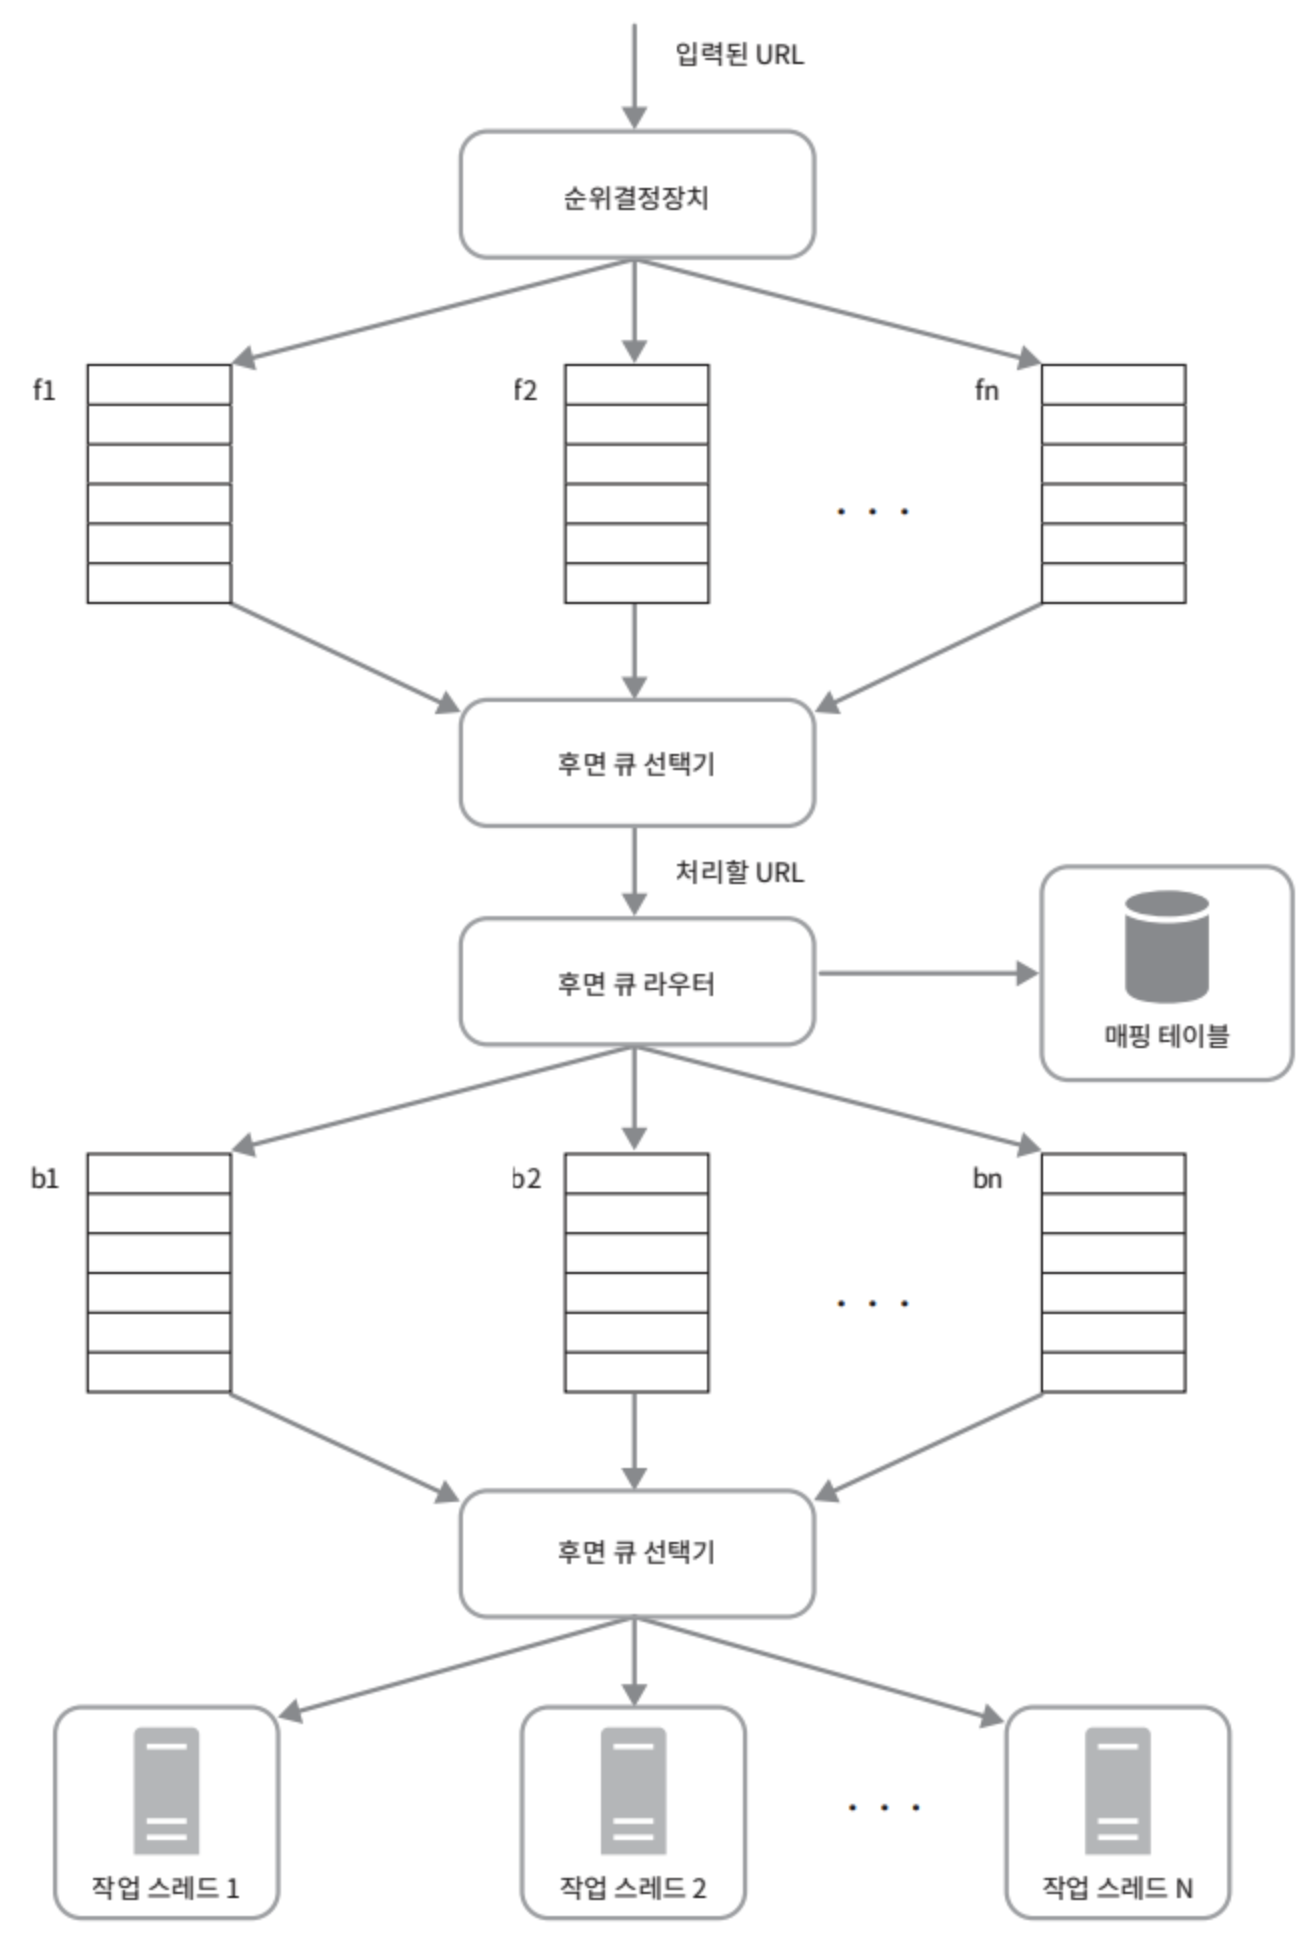 입력된 URL
순위결정장치
f1
f2
fn
. . .
후면 큐 선택기
처리할 URL
후면 큐 라우터
매핑 테이블
b1
b2
bn
. . .
후면 큐 선택기
. . .
작업 스레드 1
작업 스레드 2
작업 스레드 N